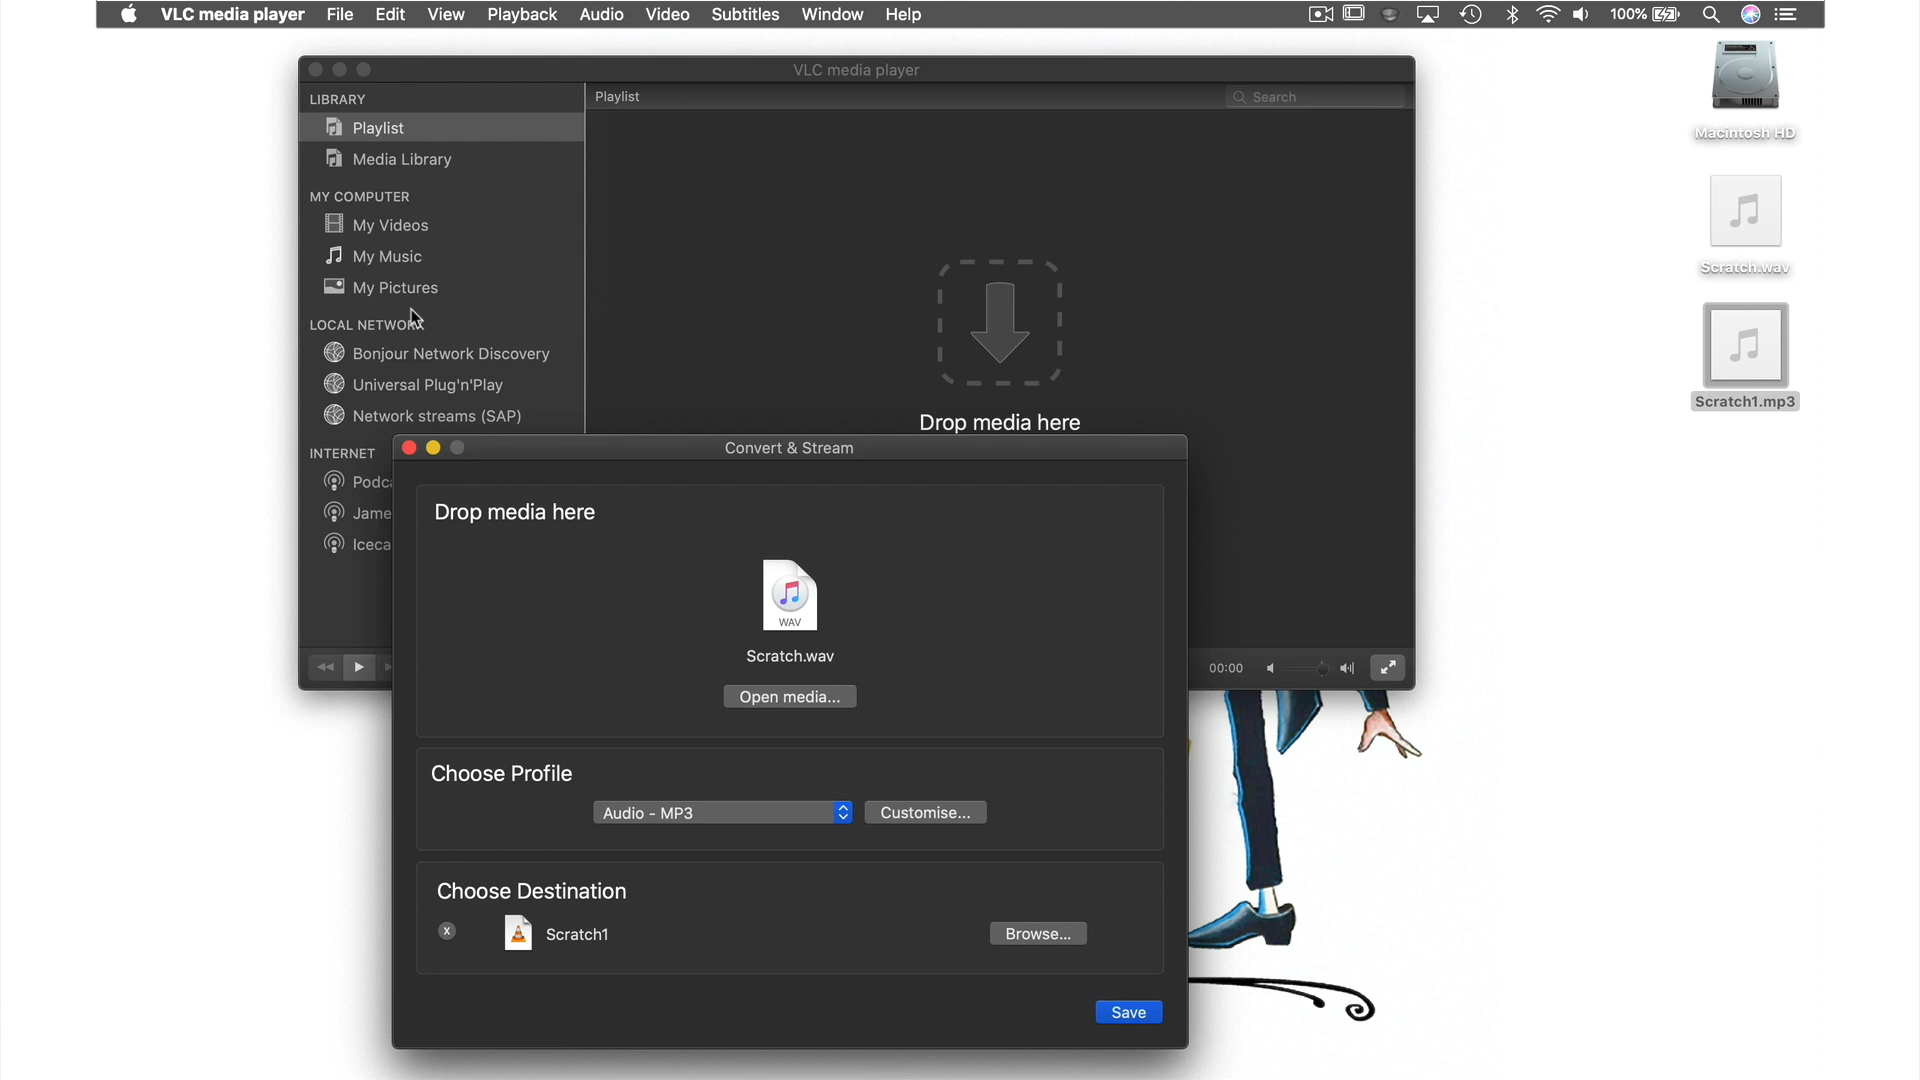 VLC media player File Edit View Playback Audio Video Subtitles Window Help 100%
VLC media player
LIBRARY
Playlist
Media Library
MY COMPUTER
My Videos
My Music
My Pictures
LOCAL NETWORK
Bonjour Network Discovery
Universal Plug'n'Play
Network streams (SAP)
INTERNET
Podca
Jame
Iceca
Playlist
Search
Drop media here
00:00
Convert & Stream
Drop media here
WAV
Scratch.wav
Open media...
Choose Profile
Audio - MP3
Customise...
Choose Destination
x
Scratch1
Browse...
Save
Macintosh HD
Scratch.wav
Scratch1.mp3